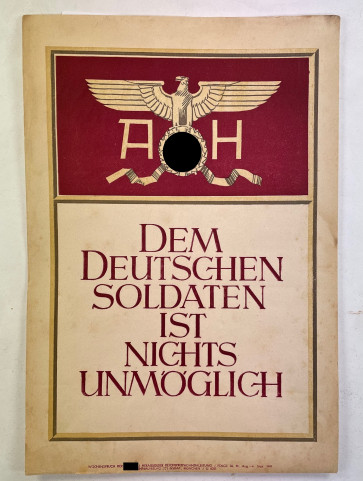 A H
DEM
DEUTSCHEN
SOLDATEN
IST
NICHTS
UNMÖGLICH